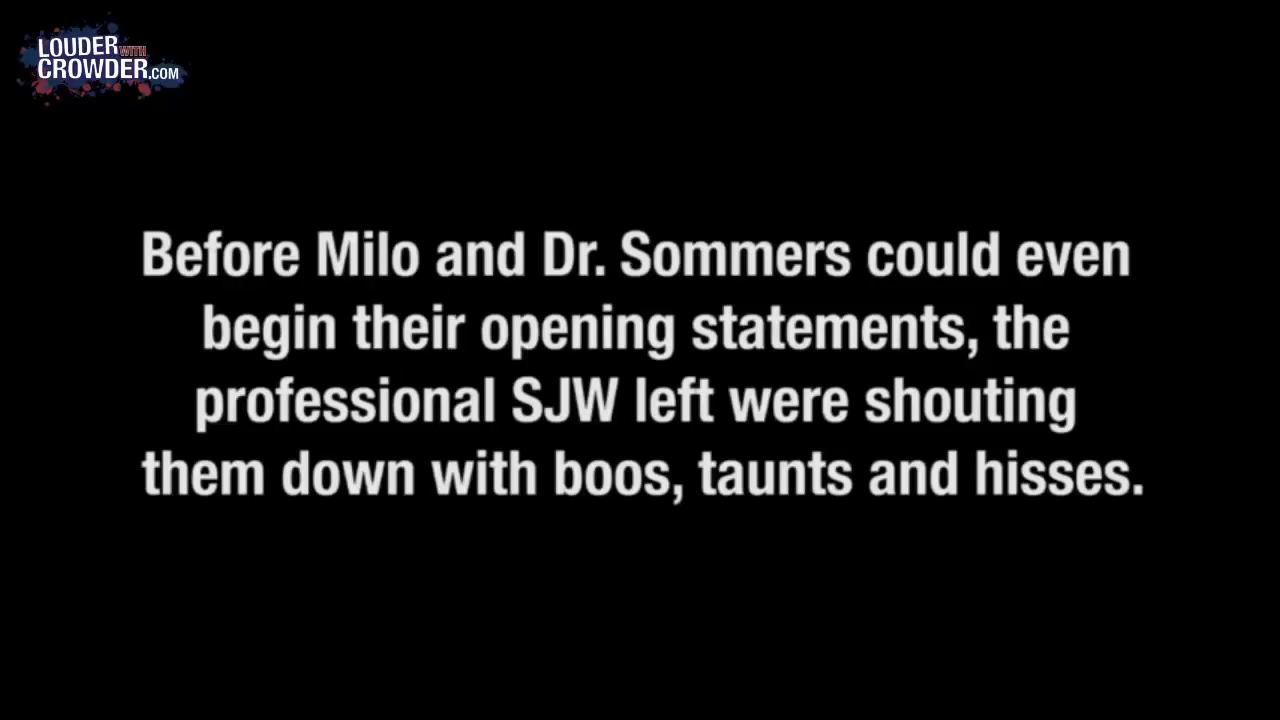 LOUDER WITH
CROWDER.COM
Before Milo and Dr. Sommers could even
begin their opening statements, the
professional SJW left were shouting
them down with boos, taunts and hisses.